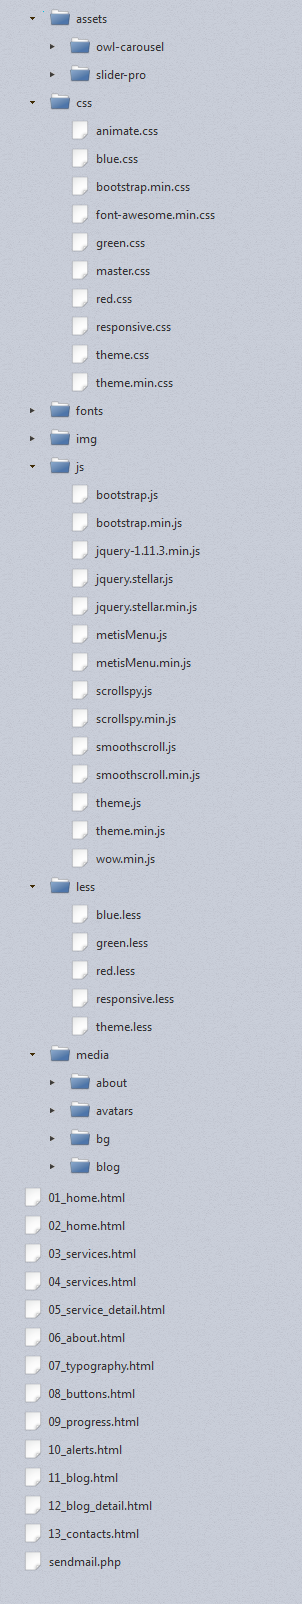 assets
owl-carousel
slider-pro
css
animate.css
blue.css
bootstrap.min.css
font-awesome.min.css
green.css
master.css
red.css
responsive.css
theme.css
theme.min.css
fonts
img
js
bootstrap.js
bootstrap.min.js
jquery-1.11.3.min.js
jquery.stellar.js
jquery.stellar.min.js
metisMenu.js
metisMenu.min.js
scrollspy.js
scrollspy.min.js
smoothscroll.js
smoothscroll.min.js
theme.js
theme.min.js
wow.min.js
less
blue.less
green.less
red.less
responsive.less
theme.less
media
about
avatars
bg
blog
01_home.html
02_home.html
03_services.html
04_services.html
05_service_detail.html
06_about.html
07_typography.html
08_buttons.html
09_progress.html
10_alerts.html
11_blog.html
12_blog_detail.html
13_contacts.html
sendmail.php